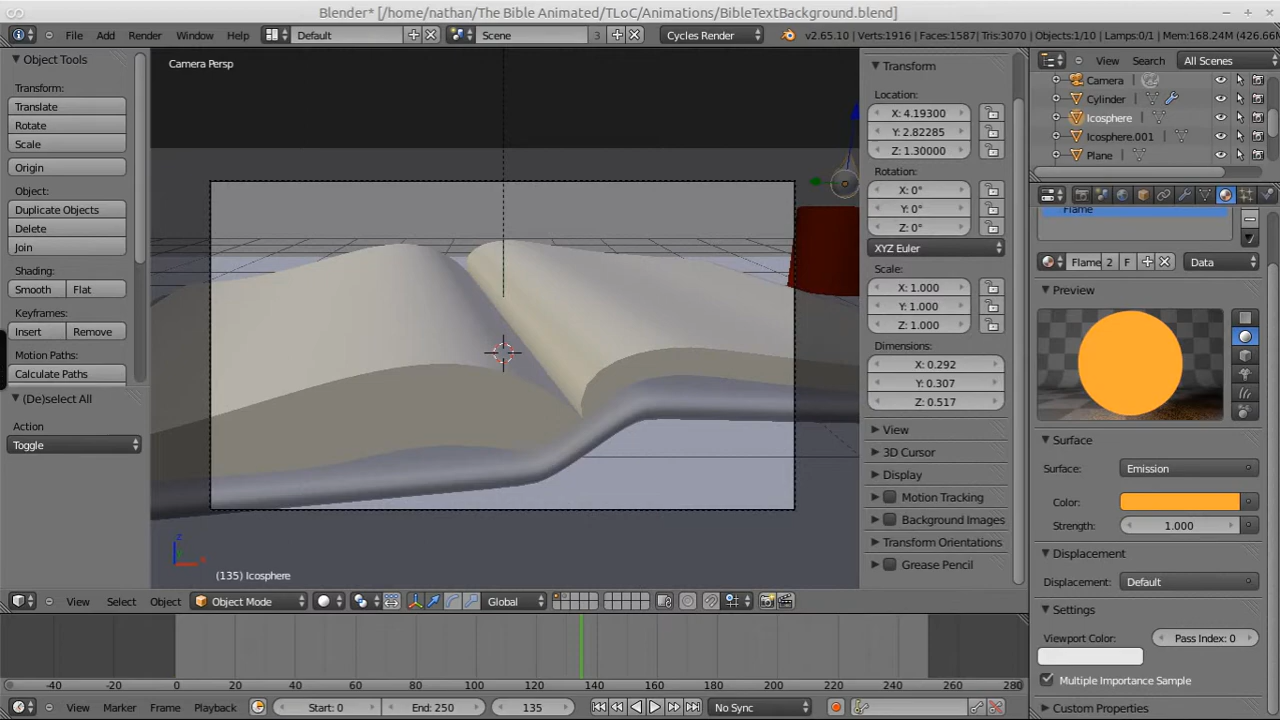 Blender* [/home/nathan/The Bible Animated/TLoC/Animations/BibleTextBackground.blend]
File Add Render Window Help Default Scene 3 Cycles Render v2.65.10 | Verts:1916 | Faces:1587 | Tris:3070 | Objects:1/10 | Lamps:0/1 | Mem:168.24M (426.66M
Object Tools
Transform:
Translate
Rotate
Scale
Origin
Object:
Duplicate Objects
Delete
Join
Shading:
Smooth Flat
Keyframes:
Insert Remove
Motion Paths:
Calculate Paths
(De)select All
Action
Toggle
Camera Persp
(135) Icosphere
Transform
Location:
X: 4.19300
Y: 2.82285
Z: 1.30000
Rotation:
X: 0°
Y: 0°
Z: 0°
XYZ Euler
Scale:
X: 1.000
Y: 1.000
Z: 1.000
Dimensions:
X: 0.292
Y: 0.307
Z: 0.517
View
3D Cursor
Display
Motion Tracking
Background Images
Transform Orientations
Grease Pencil
View Search All Scenes
Camera
Cylinder
Icosphere
Icosphere.001
Plane
Flame
Flame 2 F Data
Preview
Surface
Surface: Emission
Color:
Strength: 1.000
Displacement
Displacement: Default
Settings
Viewport Color: Pass Index: 0
Multiple Importance Sample
Custom Properties
View Select Object Object Mode Global
-40 -20 0 20 40 60 80 100 120 140 160 180 200 220 240 260 280
View Marker Frame Playback Start: 0 End: 250 135 No Sync